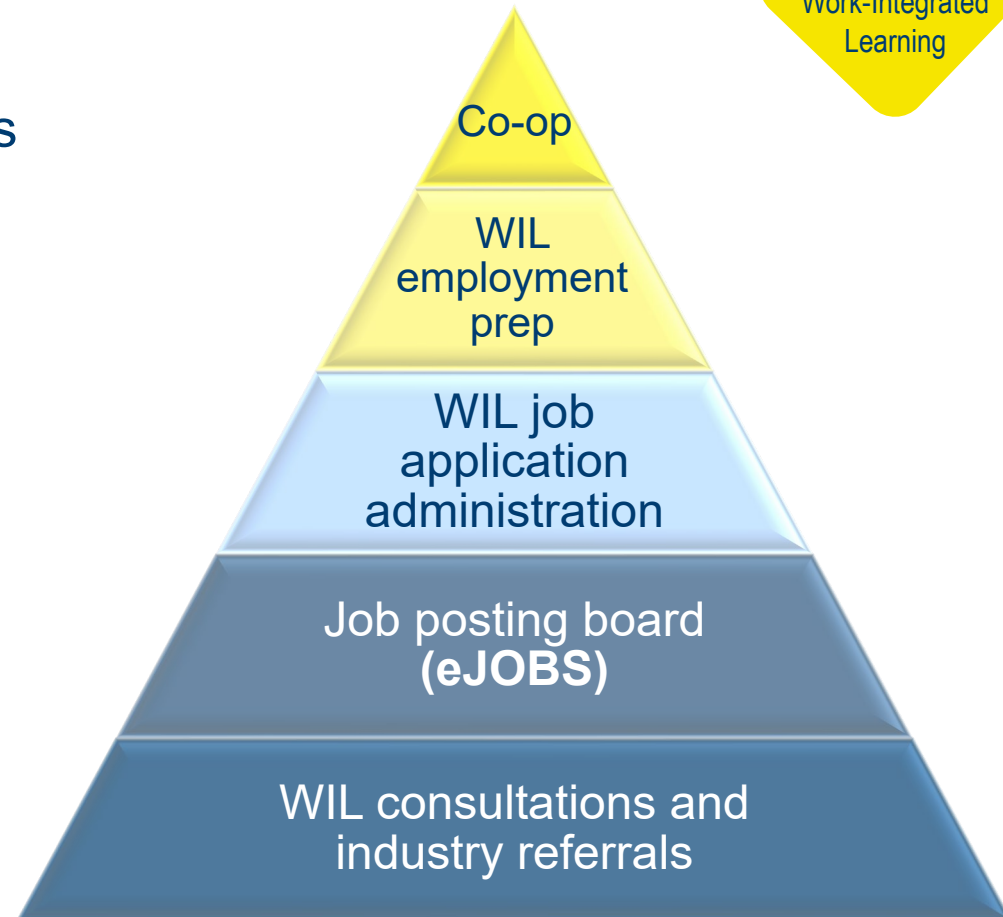 Work-Integrated
Learning
s
Co-op
WIL
employment
prep
WIL job
application
administration
Job posting board
(eJOBS)
WIL consultations and
industry referrals